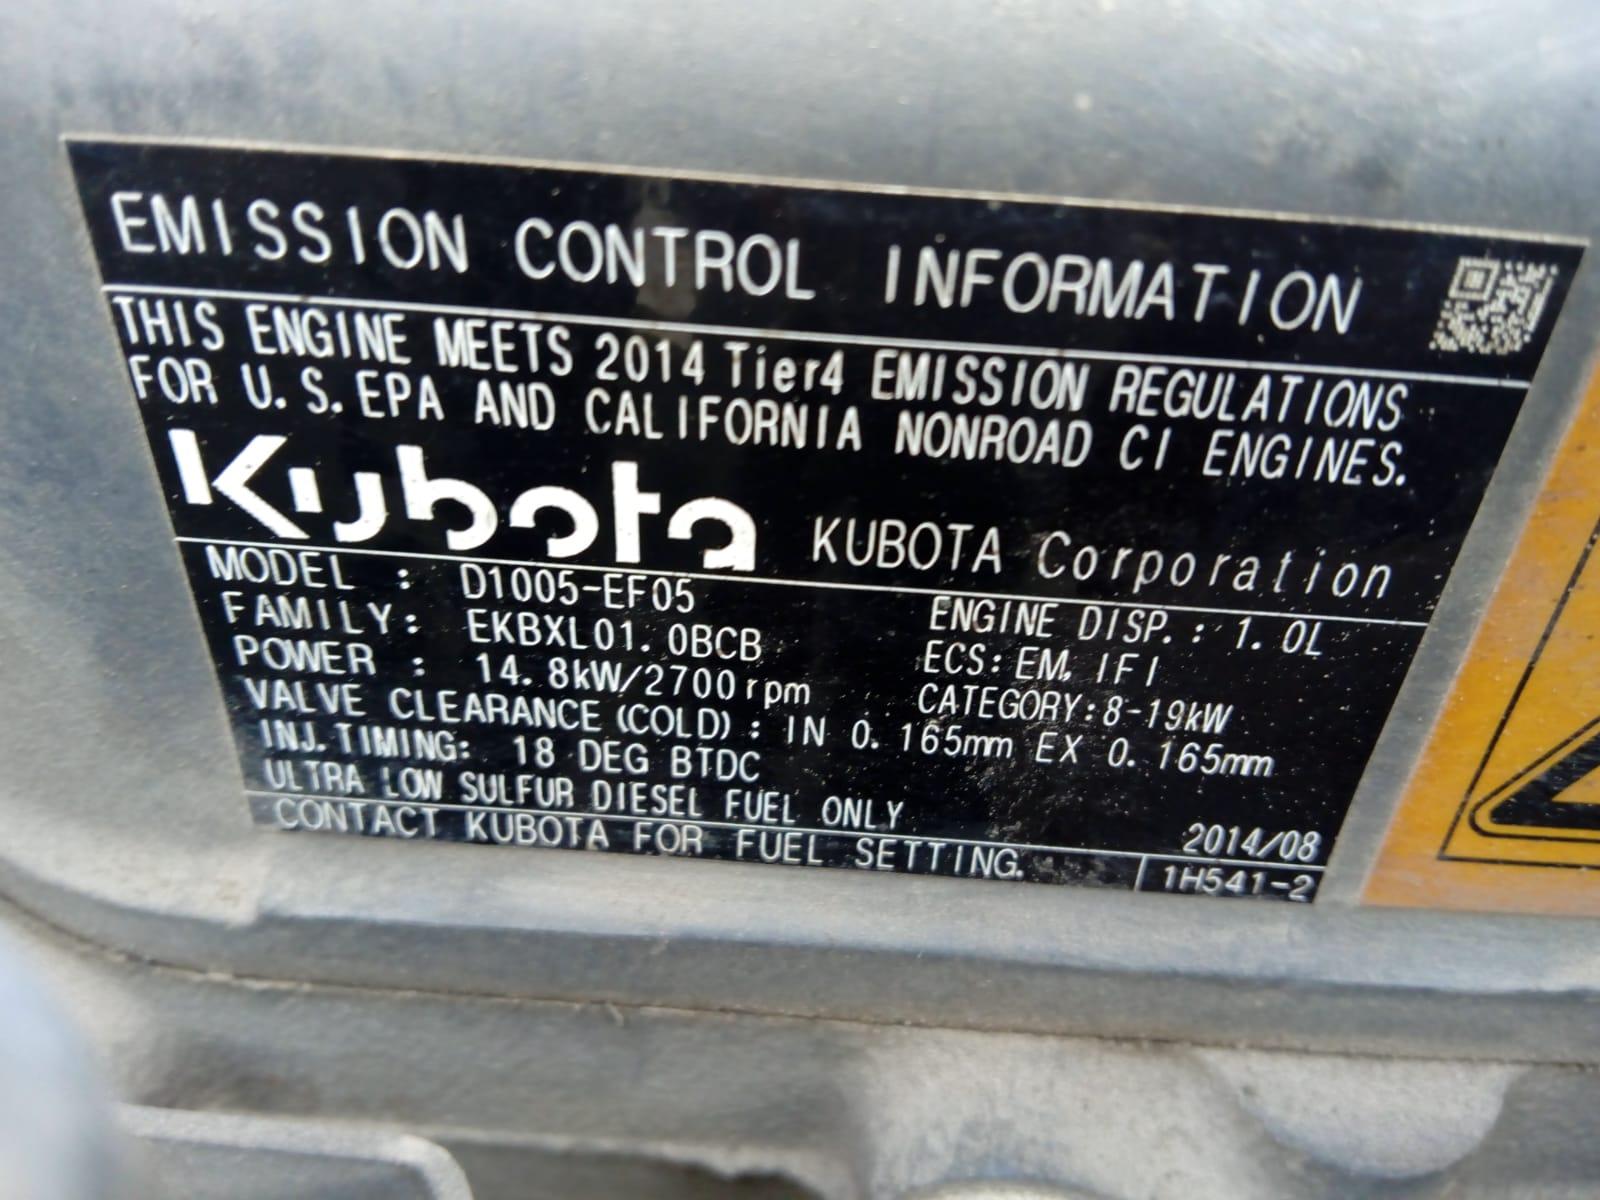 EMISSION CONTROL INFORMATION
THIS ENGINE MEETS 2014 Tier4 EMISSION REGULATIONS
FOR U.S.EPA AND CALIFORNIA NONROAD CI ENGINES.
Kubota KUBOTA Corporation
MODEL : D1005-EF05 ENGINE DISP.: 1.0L
FAMILY: EKBXL01.0BCB ECS: EM, IFI
POWER : 14.8kW/2700rpm CATEGORY:8-19kW
VALVE CLEARANCE (COLD) : IN 0.165mm EX 0.165mm
INJ.TIMING: 18 DEG BTDC
ULTRA LOW SULFUR DIESEL FUEL ONLY 2014/08
CONTACT KUBOTA FOR FUEL SETTING. 1H541-2